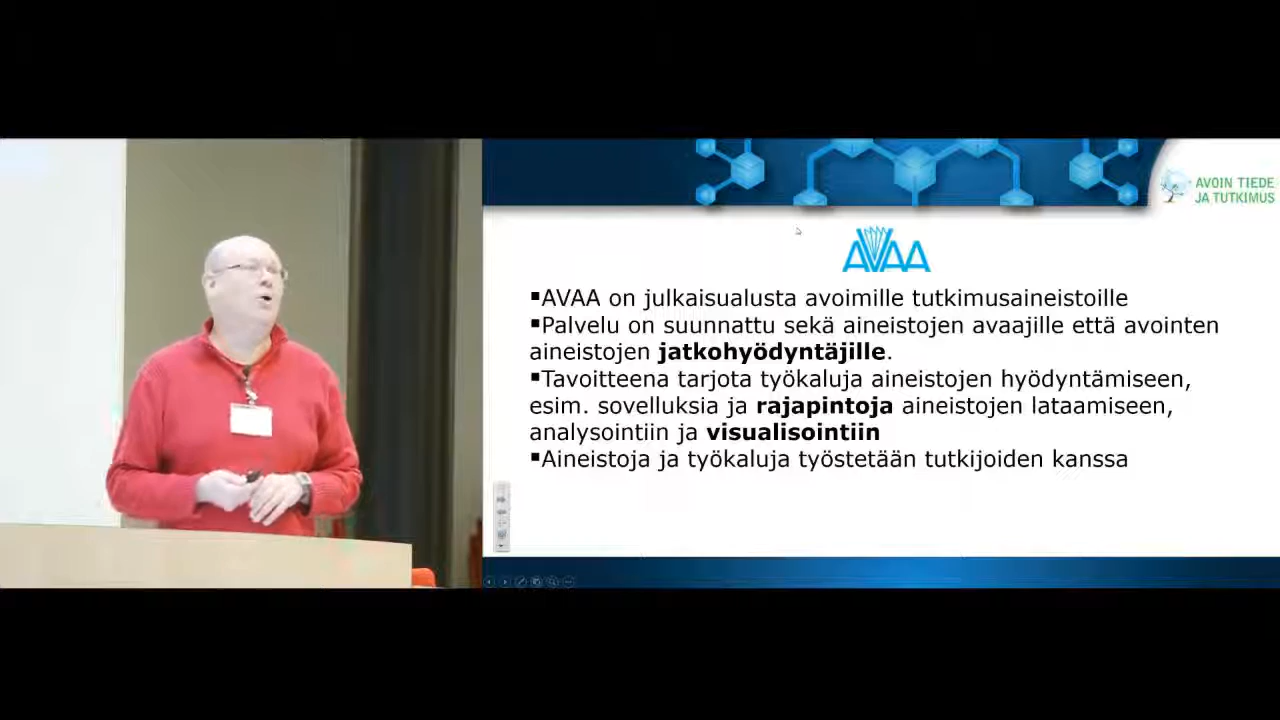 AVOIN TIEDE
JA TUTKIMUS
AVAA
▪AVAA on julkaisualusta avoimille tutkimusaineistoille
▪Palvelu on suunnattu sekä aineistojen avaajille että avointen
aineistojen jatkohyödyntäjille.
▪Tavoitteena tarjota työkaluja aineistojen hyödyntämiseen,
esim. sovelluksia ja rajapintoja aineistojen lataamiseen,
analysointiin ja visualisointiin
▪Aineistoja ja työkaluja työstetään tutkijoiden kanssa